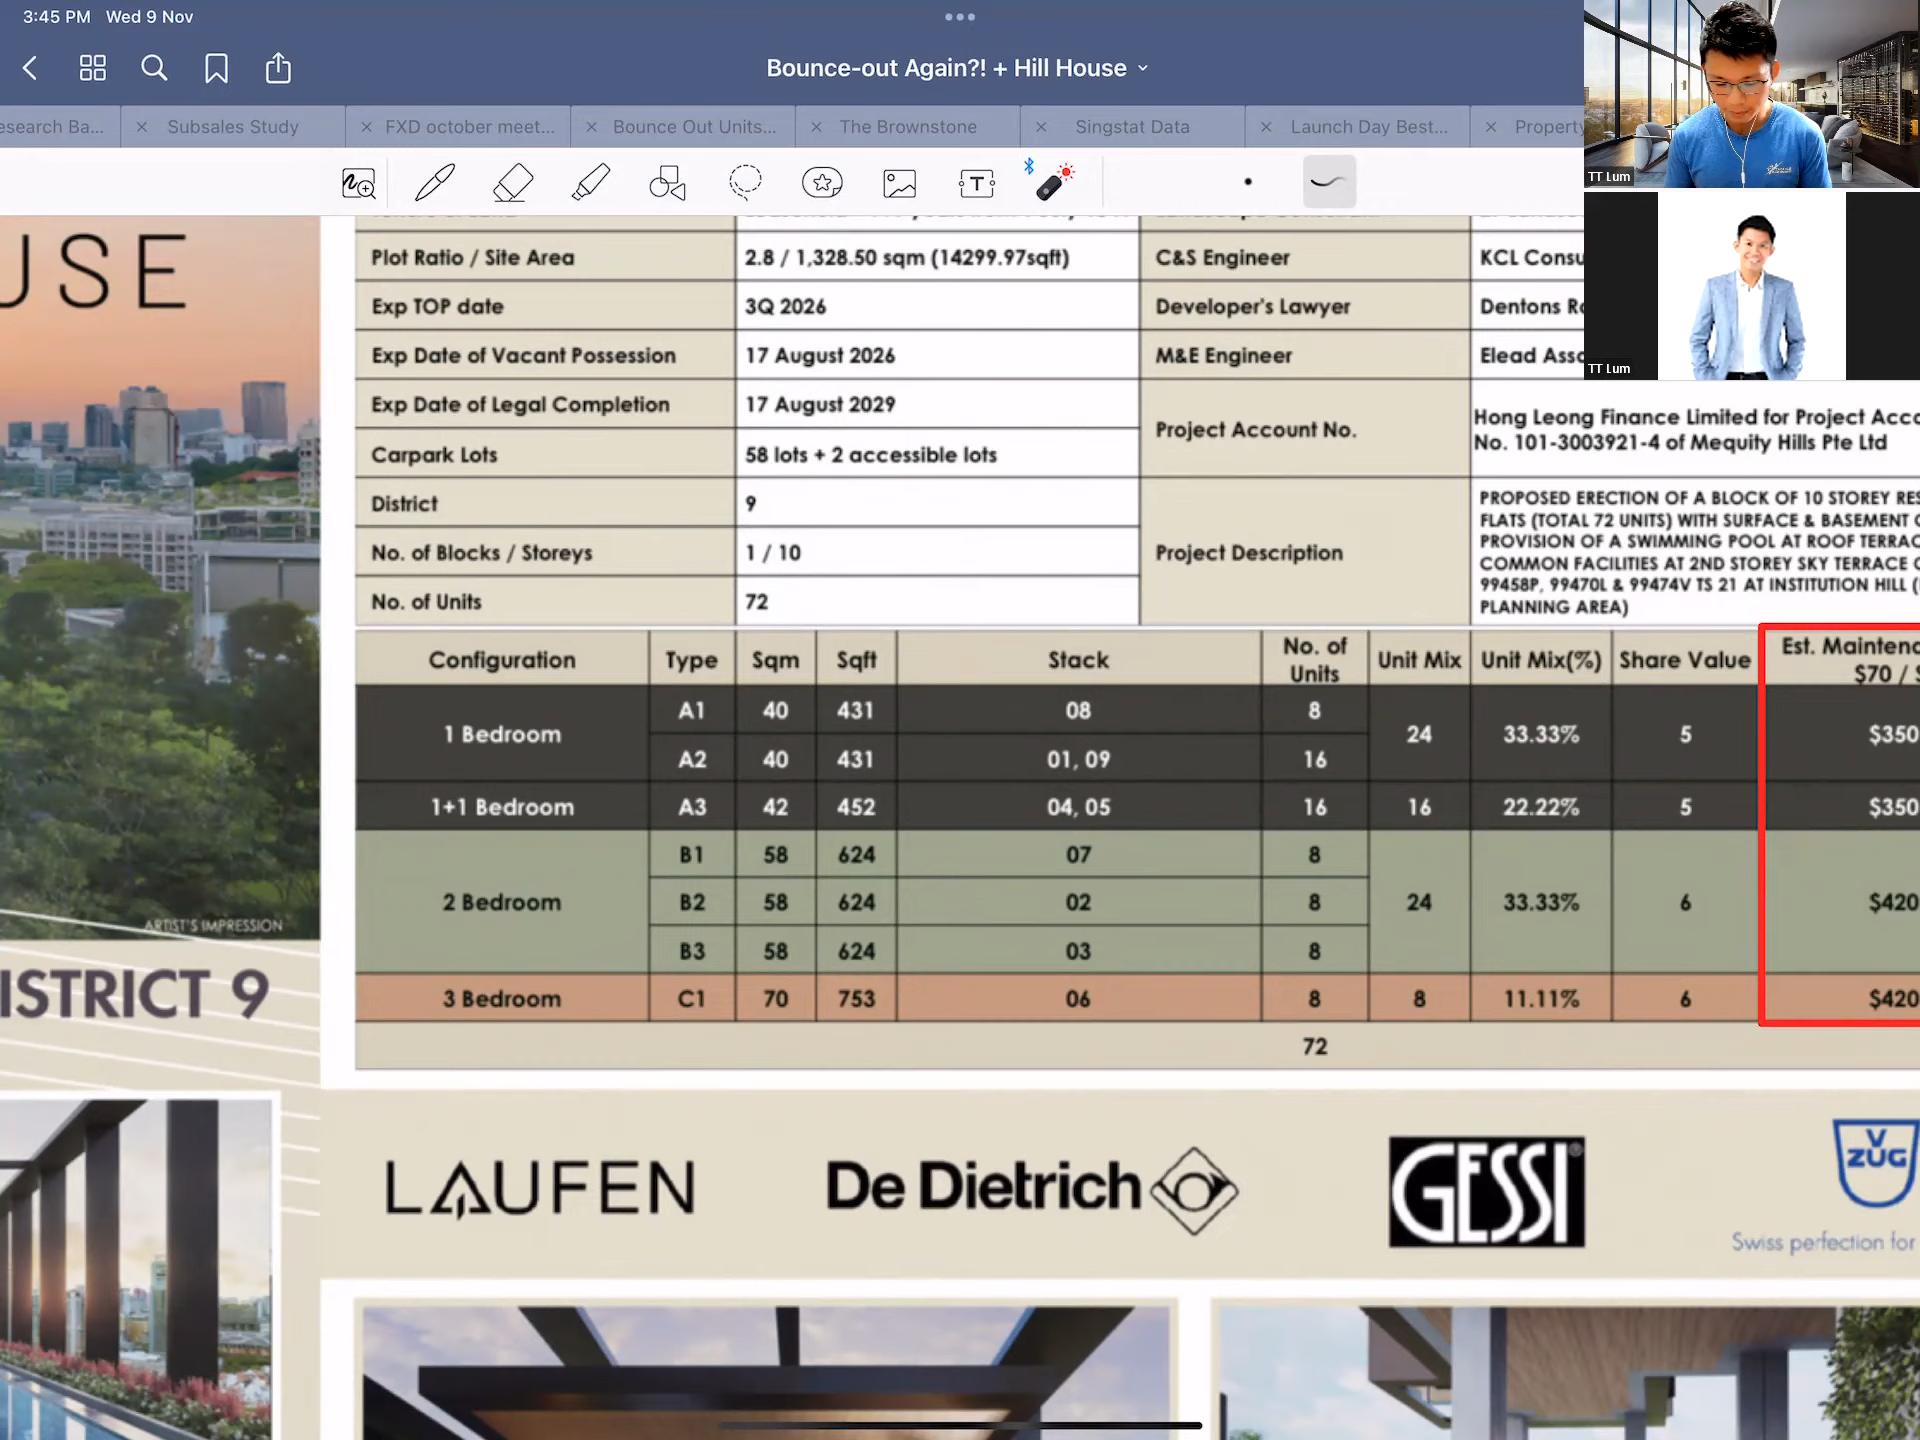 3:45 PM Wed 9 Nov
Bounce-out Again?! + Hill House
esearch Ba...
Subsales Study
FXD october meet...
Bounce Out Units...
The Brownstone
Singstat Data
Launch Day Best...
Property
TT Lum
TT Lum
USE
ARTIST'S IMPRESSION
ISTRICT 9
Plot Ratio / Site Area 2.8 / 1,328.50 sqm (14299.97sqft) C&S Engineer KCL Consu
Exp TOP date 3Q 2026 Developer's Lawyer Dentons Ro
Exp Date of Vacant Possession 17 August 2026 M&E Engineer Elead Asso
Exp Date of Legal Completion 17 August 2029
Carpark Lots 58 lots + 2 accessible lots
Project Account No. Hong Leong Finance Limited for Project Acco
No. 101-3003921-4 of Mequity Hills Pte Ltd
District 9
No. of Blocks / Storeys 1 / 10
No. of Units 72
Project Description
PROPOSED ERECTION OF A BLOCK OF 10 STOREY RES
FLATS (TOTAL 72 UNITS) WITH SURFACE & BASEMENT C
PROVISION OF A SWIMMING POOL AT ROOF TERRAC
COMMON FACILITIES AT 2ND STOREY SKY TERRACE O
99458P, 99470L & 99474V TS 21 AT INSTITUTION HILL (
PLANNING AREA)
Configuration Type Sqm Sqft Stack No. of Units Unit Mix Unit Mix(%) Share Value Est. Maintena
$70 / S
1 Bedroom A1 40 431 08 8 24 33.33% 5 $350
A2 40 431 01, 09 16
1+1 Bedroom A3 42 452 04, 05 16 16 22.22% 5 $350
2 Bedroom B1 58 624 07 8 24 33.33% 6 $420
B2 58 624 02 8
B3 58 624 03 8
3 Bedroom C1 70 753 06 8 8 11.11% 6 $420
72
LAUFEN
De Dietrich
GESSI
V
ZUG
Swiss perfection for